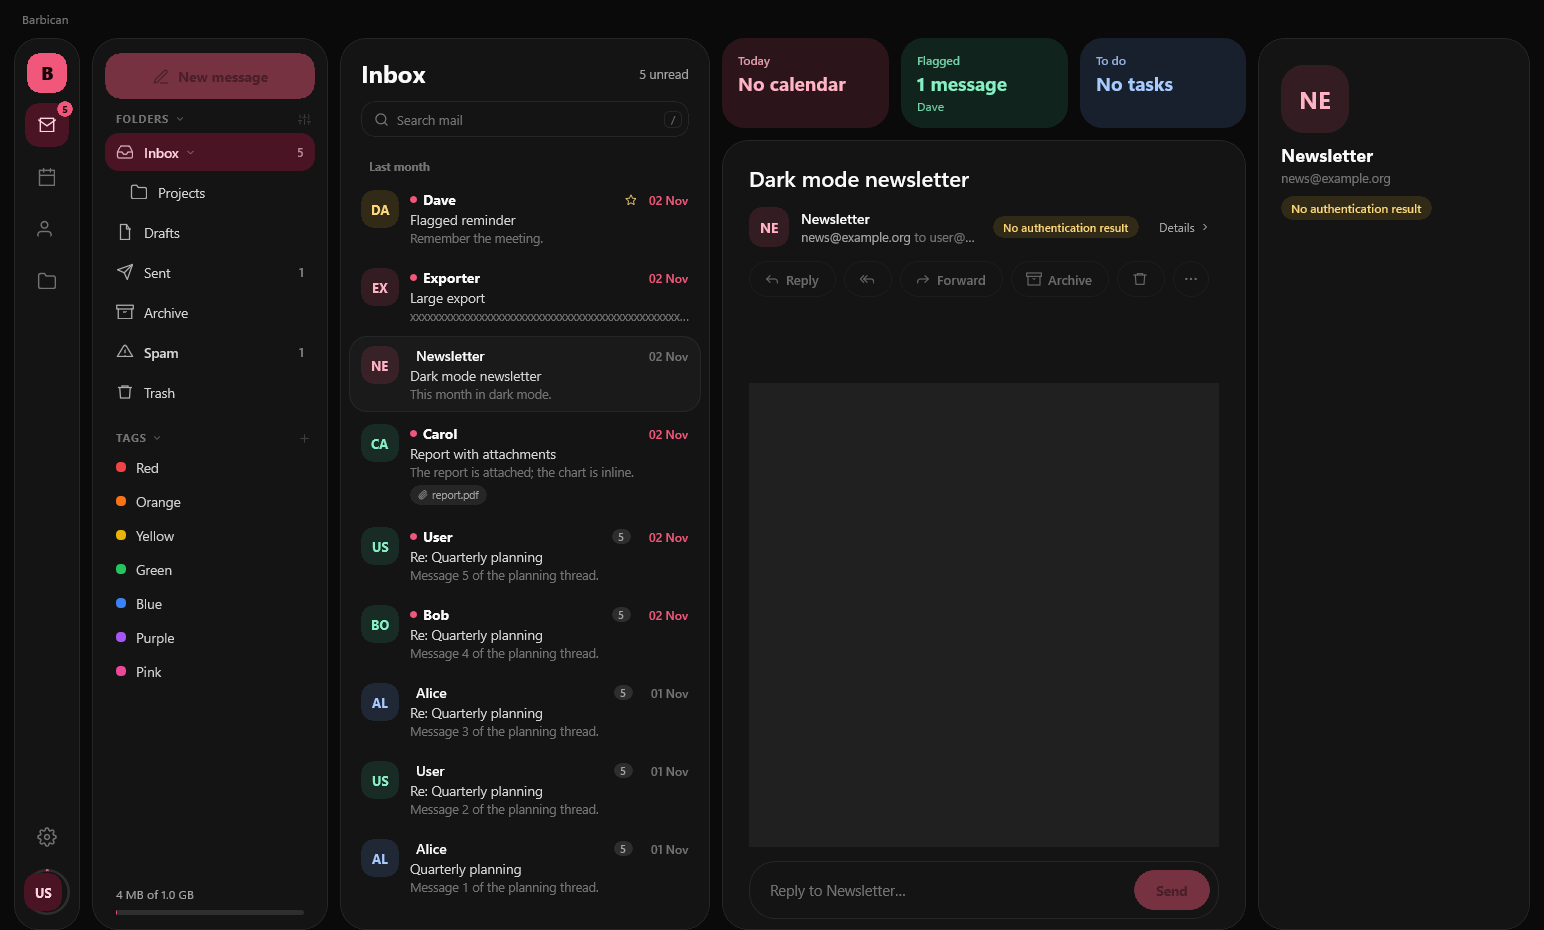 Barbican
B
5
New message
FOLDERS
Inbox
5
Projects
Drafts
Sent
1
Archive
Spam
1
Trash
TAGS
Red
Orange
Yellow
Green
Blue
Purple
Pink
4 MB of 1.0 GB
US
Inbox
5 unread
Search mail
/
Last month
DA
Dave
02 Nov
Flagged reminder
Remember the meeting.
EX
Exporter
02 Nov
Large export
NE
Newsletter
02 Nov
Dark mode newsletter
This month in dark mode.
CA
Carol
02 Nov
Report with attachments
The report is attached; the chart is inline.
report.pdf
US
User
5
02 Nov
Re: Quarterly planning
Message 5 of the planning thread.
BO
Bob
5
02 Nov
Re: Quarterly planning
Message 4 of the planning thread.
AL
Alice
5
01 Nov
Re: Quarterly planning
Message 3 of the planning thread.
US
User
5
01 Nov
Re: Quarterly planning
Message 2 of the planning thread.
AL
Alice
5
01 Nov
Quarterly planning
Message 1 of the planning thread.
Today
No calendar
Flagged
1 message
Dave
To do
No tasks
Dark mode newsletter
NE
Newsletter
news@example.org to user@...
No authentication result
Details
Reply
Forward
Archive
Reply to Newsletter...
Send
NE
Newsletter
news@example.org
No authentication result